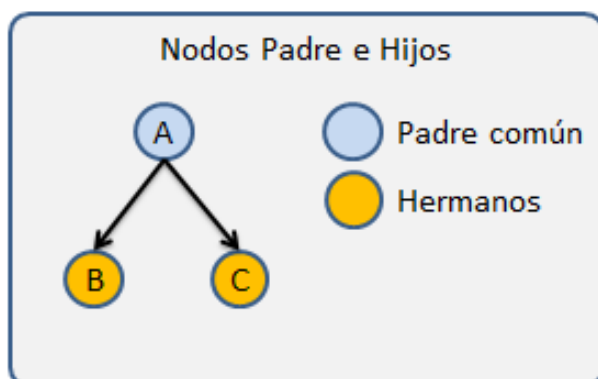 Nodos Padre e Hijos
A
Padre común
Hermanos
B
C